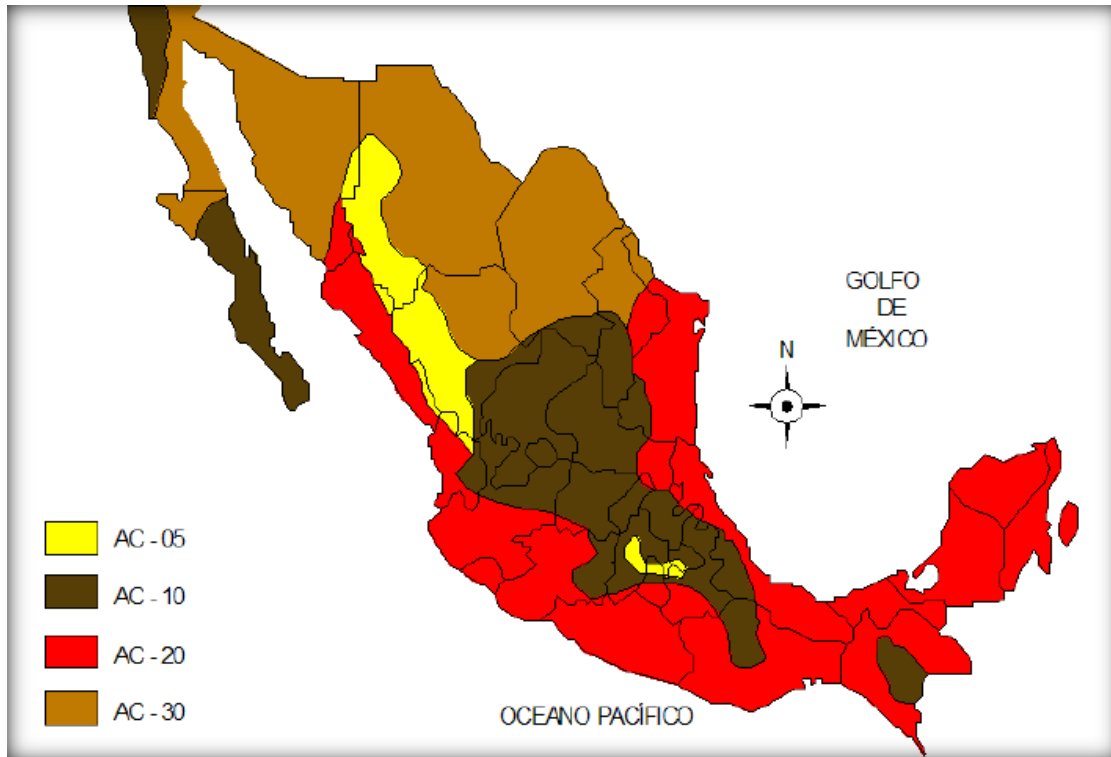 GOLFO
DE
MÉXICO
N
AC - 05
AC - 10
AC - 20
AC - 30
OCEANO PACÍFICO